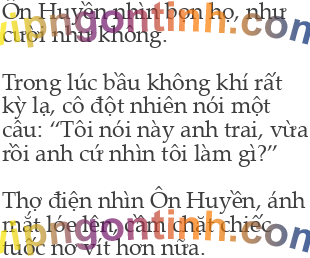 Ôn Huyền nhìn bọn họ, như
cười như không.
Trong lúc bầu không khí rất
kỳ lạ, cô đột nhiên nói một
câu: “Tôi nói này anh trai, vừa
rồi anh cứ nhìn tôi làm gì?”
Thợ điện nhìn Ôn Huyền, ánh
mắt lóe lên, cầm chặt chiếc
tuốc nơ vít hơn nữa.
vipngontinh.com
vipngontinh.com